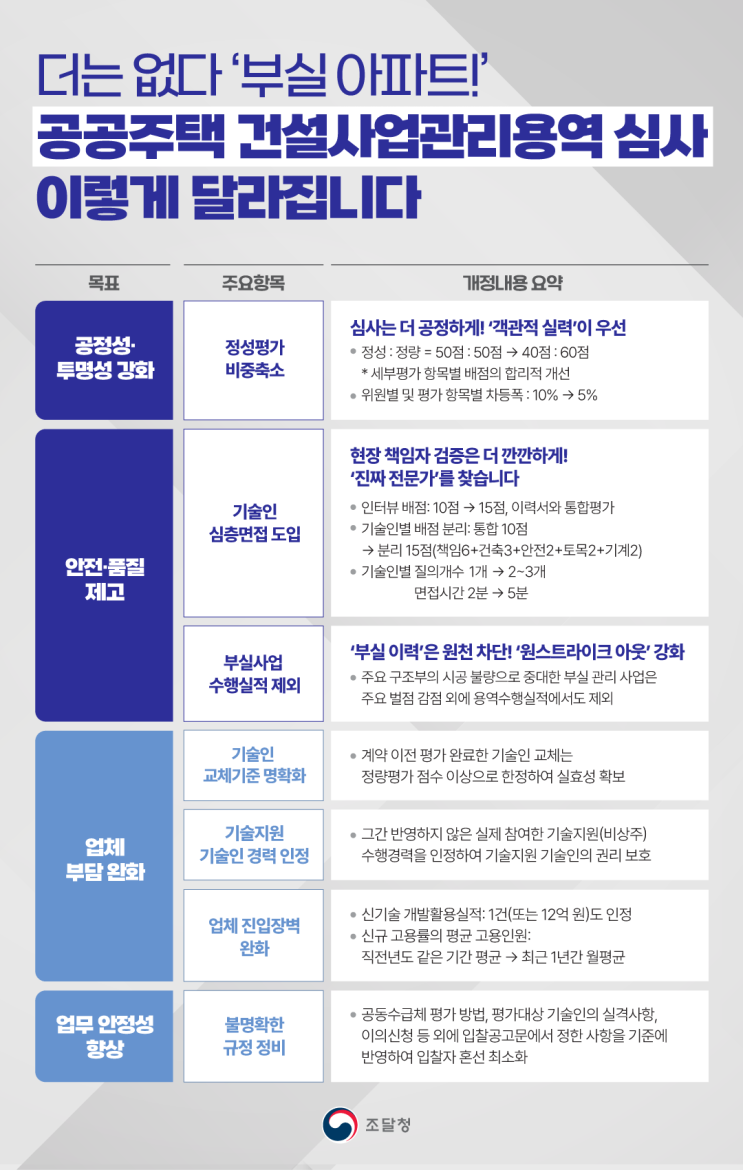 더는 없다 ‘부실 아파트!’
공공주택 건설사업관리용역 심사
이렇게 달라집니다
목표
주요항목
개정내용 요약
공정성·
투명성 강화
정성평가
비중축소
심사는 더 공정하게! ‘객관적 실력’이 우선
• 정성 : 정량 = 50점 : 50점 → 40점 : 60점
* 세부평가 항목별 배점의 합리적 개선
• 위원별 및 평가 항목별 차등폭 : 10% → 5%
안전·품질
제고
기술인
심층면접 도입
현장 책임자 검증은 더 깐깐하게!
‘진짜 전문가’를 찾습니다
• 인터뷰 배점: 10점 → 15점, 이력서와 통합평가
• 기술인별 배점 분리: 통합 10점
→ 분리 15점(책임6+건축3+안전2+토목2+기계2)
• 기술인별 질의개수 1개 → 2~3개
면접시간 2분 → 5분
부실사업
수행실적 제외
‘부실 이력’은 원천 차단! ‘원스트라이크 아웃’ 강화
• 주요 구조부의 시공 불량으로 중대한 부실 관리 사업은
주요 벌점 감점 외에 용역수행실적에서도 제외
업체
부담 완화
기술인
교체기준 명확화
• 계약 이전 평가 완료한 기술인 교체는
정량평가 점수 이상으로 한정하여 실효성 확보
기술지원
기술인 경력 인정
• 그간 반영하지 않은 실제 참여한 기술지원(비상주)
수행경력을 인정하여 기술지원 기술인의 권리 보호
업체 진입장벽
완화
• 신기술 개발활용실적: 1건(또는 12억 원)도 인정
• 신규 고용률의 평균 고용인원:
직전년도 같은 기간 평균 → 최근 1년간 월평균
업무 안정성
향상
불명확한
규정 정비
• 공동수급체 평가 방법, 평가대상 기술인의 실격사항,
이의신청 등 외에 입찰공고문에서 정한 사항을 기준에
반영하여 입찰자 혼선 최소화
조달청